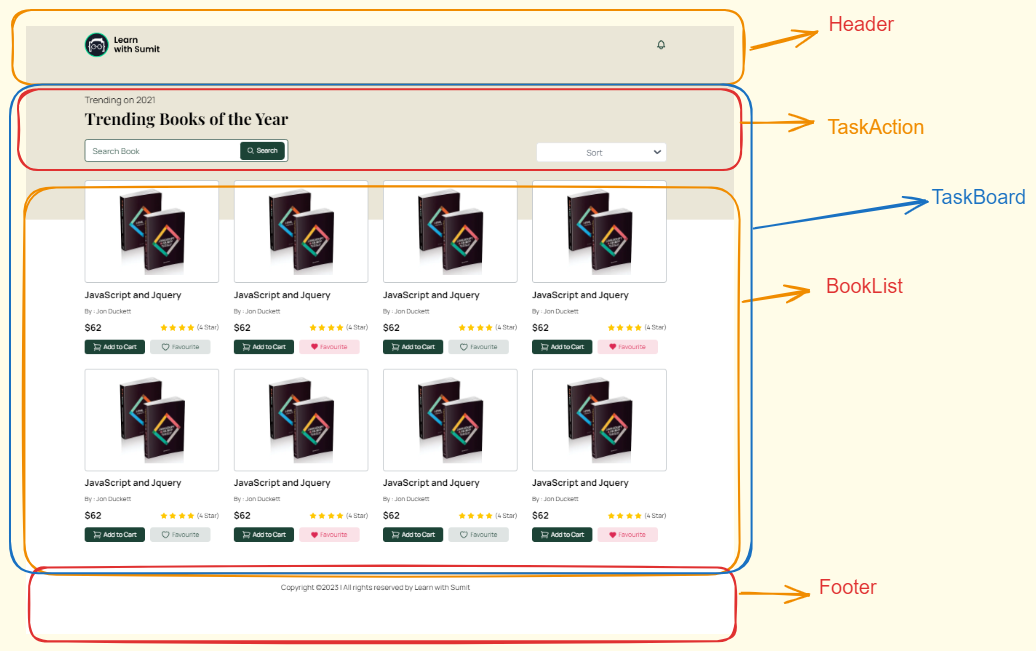 Header
Learn
with Sumit
Trending on 2021
Trending Books of the Year
TaskAction
Search Book
Search
Sort
TaskBoard
BookList
JavaScript and Jquery
JavaScript and Jquery
JavaScript and Jquery
JavaScript and Jquery
By : Jon Duckett
By : Jon Duckett
By : Jon Duckett
By : Jon Duckett
$62 (4 Star)
$62 (4 Star)
$62 (4 Star)
$62 (4 Star)
Add to Cart Favourite
Add to Cart Favourite
Add to Cart Favourite
Add to Cart Favourite
JavaScript and Jquery
JavaScript and Jquery
JavaScript and Jquery
JavaScript and Jquery
By : Jon Duckett
By : Jon Duckett
By : Jon Duckett
By : Jon Duckett
$62 (4 Star)
$62 (4 Star)
$62 (4 Star)
$62 (4 Star)
Add to Cart Favourite
Add to Cart Favourite
Add to Cart Favourite
Add to Cart Favourite
Footer
Copyright ©2023 | All rights reserved by Learn with Sumit